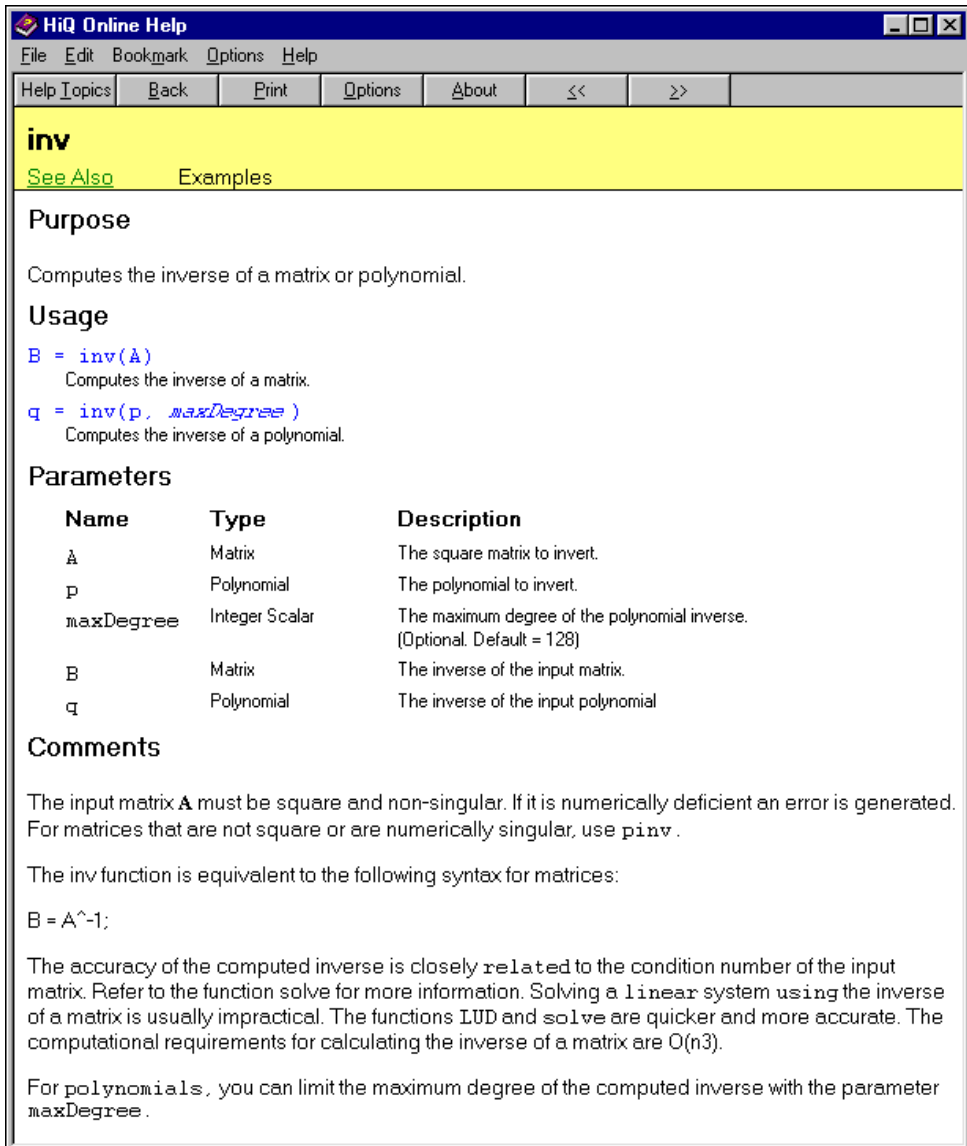 HiQ Online Help
File Edit Bookmark Options Help
Help Topics Back Print Options About << >>
inv
See Also Examples
Purpose
Computes the inverse of a matrix or polynomial.
Usage
B = inv(A)
Computes the inverse of a matrix.
q = inv(p, maxDegree )
Computes the inverse of a polynomial.
Parameters
Name Type Description
A Matrix The square matrix to invert.
p Polynomial The polynomial to invert.
maxDegree Integer Scalar The maximum degree of the polynomial inverse.
(Optional. Default = 128)
B Matrix The inverse of the input matrix.
q Polynomial The inverse of the input polynomial
Comments
The input matrix A must be square and non-singular. If it is numerically deficient an error is generated.
For matrices that are not square or are numerically singular, use pinv.
The inv function is equivalent to the following syntax for matrices:
B = A^-1;
The accuracy of the computed inverse is closely related to the condition number of the input
matrix. Refer to the function solve for more information. Solving a linear system using the inverse
of a matrix is usually impractical. The functions LUD and solve are quicker and more accurate. The
computational requirements for calculating the inverse of a matrix are O(n3).
For polynomials, you can limit the maximum degree of the computed inverse with the parameter
maxDegree.